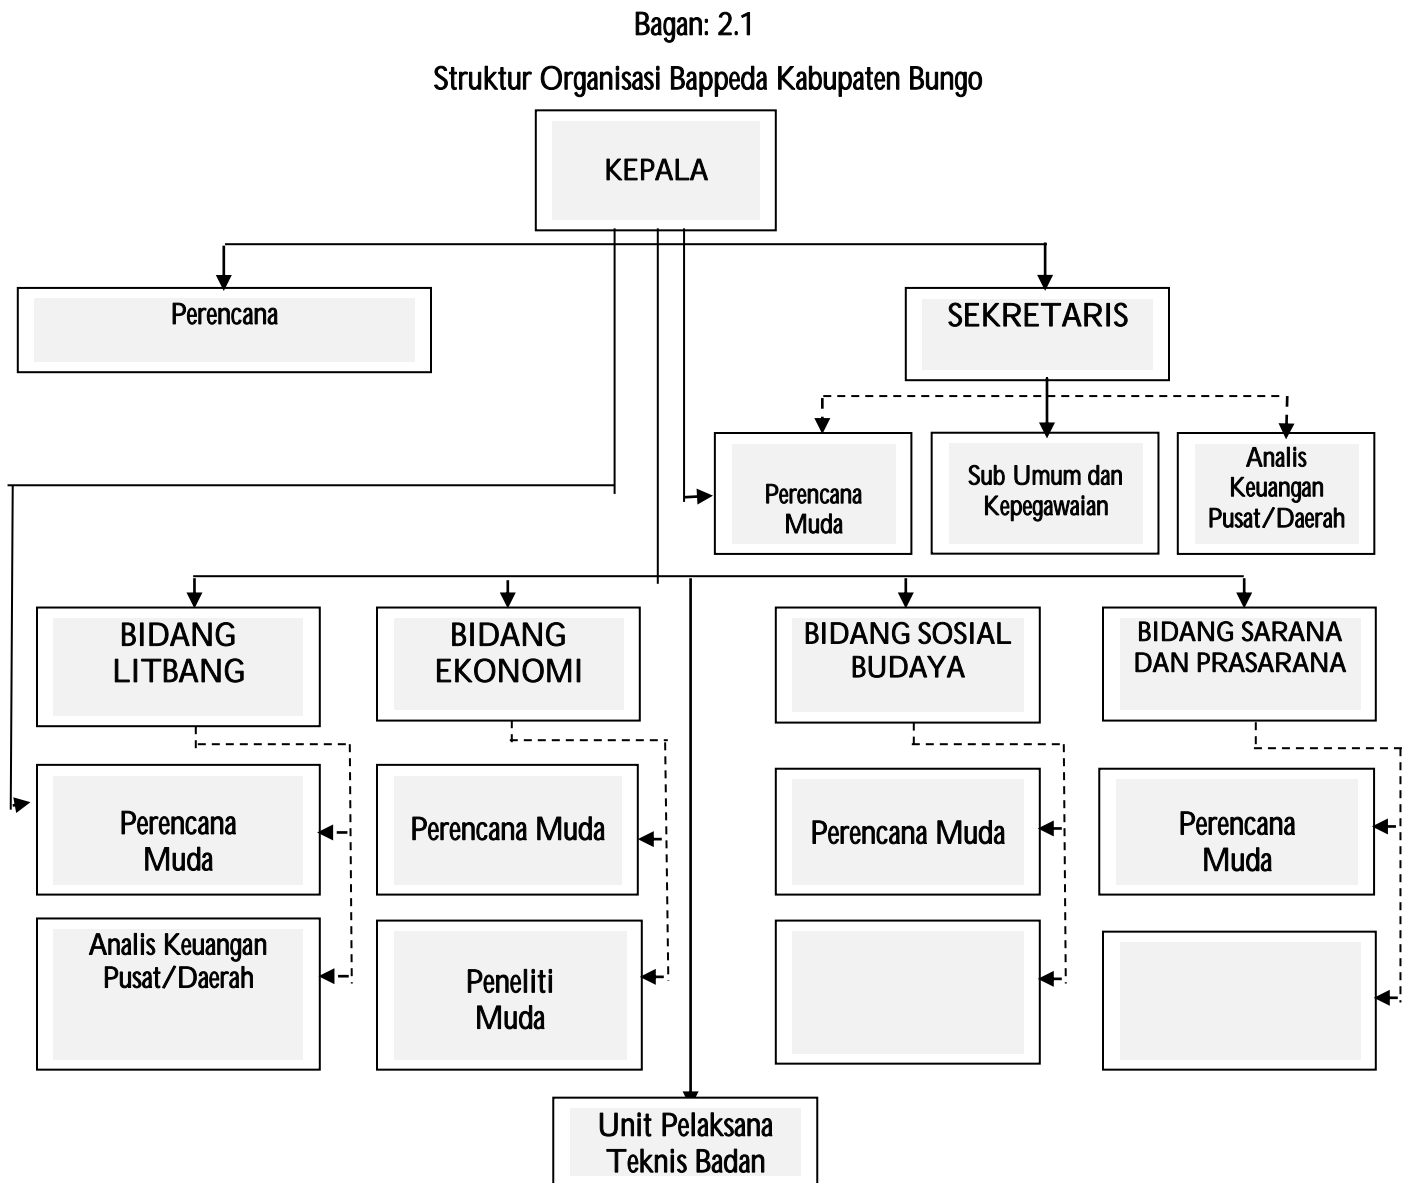 Bagan: 2.1
Struktur Organisasi Bappeda Kabupaten Bungo
KEPALA
Perencana
SEKRETARIS
Perencana
Muda
Sub Umum dan
Kepegawaian
Analis
Keuangan
Pusat/Daerah
BIDANG
LITBANG
BIDANG
EKONOMI
BIDANG SOSIAL
BUDAYA
BIDANG SARANA
DAN PRASARANA
Perencana
Muda
Perencana Muda
Perencana Muda
Perencana
Muda
Analis Keuangan
Pusat/Daerah
Peneliti
Muda
Unit Pelaksana
Teknis Badan